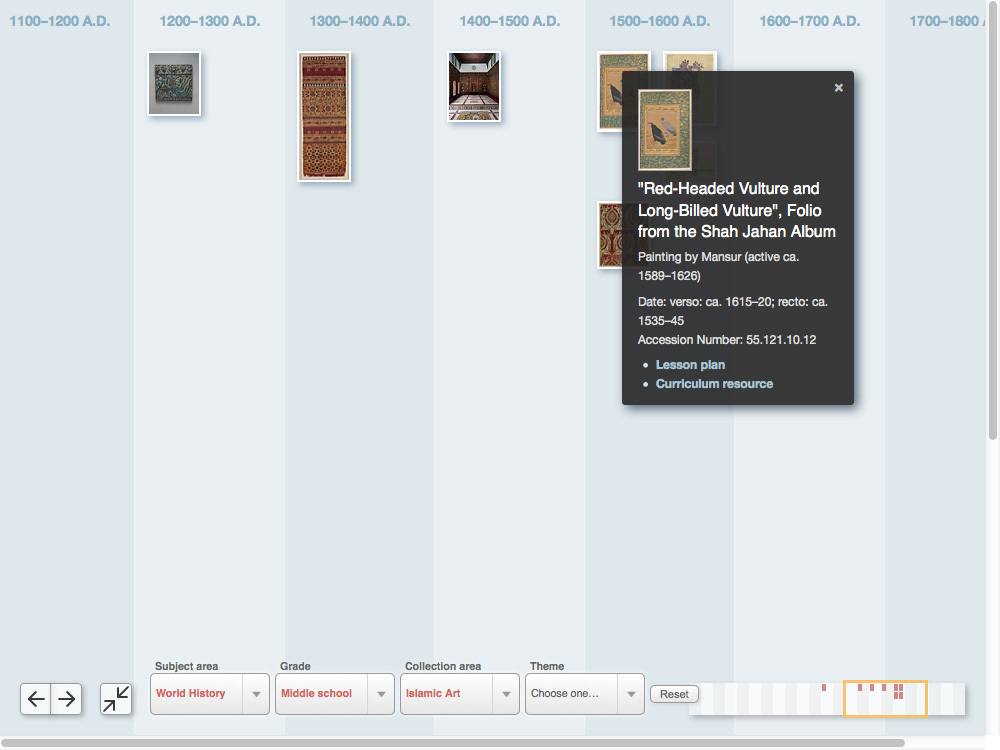 1100–1200 A.D.
1200–1300 A.D.
1300–1400 A.D.
1400–1500 A.D.
1500–1600 A.D.
1600–1700 A.D.
1700–1800
×
"Red-Headed Vulture and
Long-Billed Vulture", Folio
from the Shah Jahan Album
Painting by Mansur (active ca.
1589–1626)
Date: verso: ca. 1615–20; recto: ca.
1535–45
Accession Number: 55.121.10.12
• Lesson plan
• Curriculum resource
Subject area
Grade
Collection area
Theme
World History
Middle school
Islamic Art
Choose one...
Reset